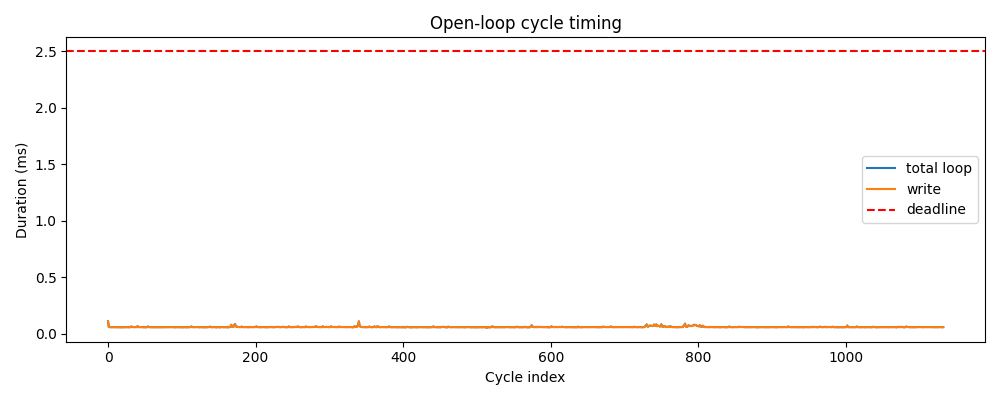 Open-loop cycle timing
2.5
2.0
1.5
1.0
0.5
0.0
Duration (ms)
total loop
write
deadline
0 200 400 600 800 1000
Cycle index